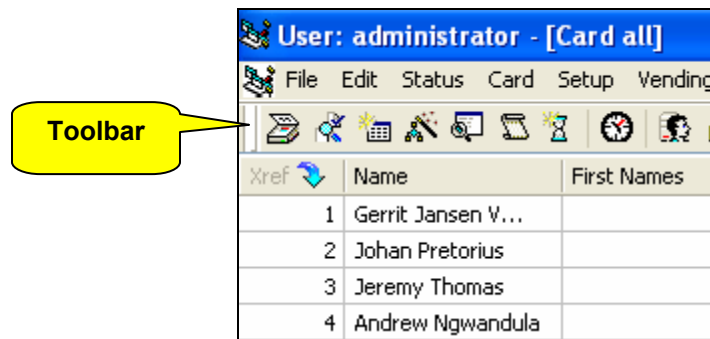 User: administrator - [Card all]
File Edit Status Card Setup Vending
Toolbar
Xref Name First Names
1 Gerrit Jansen V...
2 Johan Pretorius
3 Jeremy Thomas
4 Andrew Ngwandula